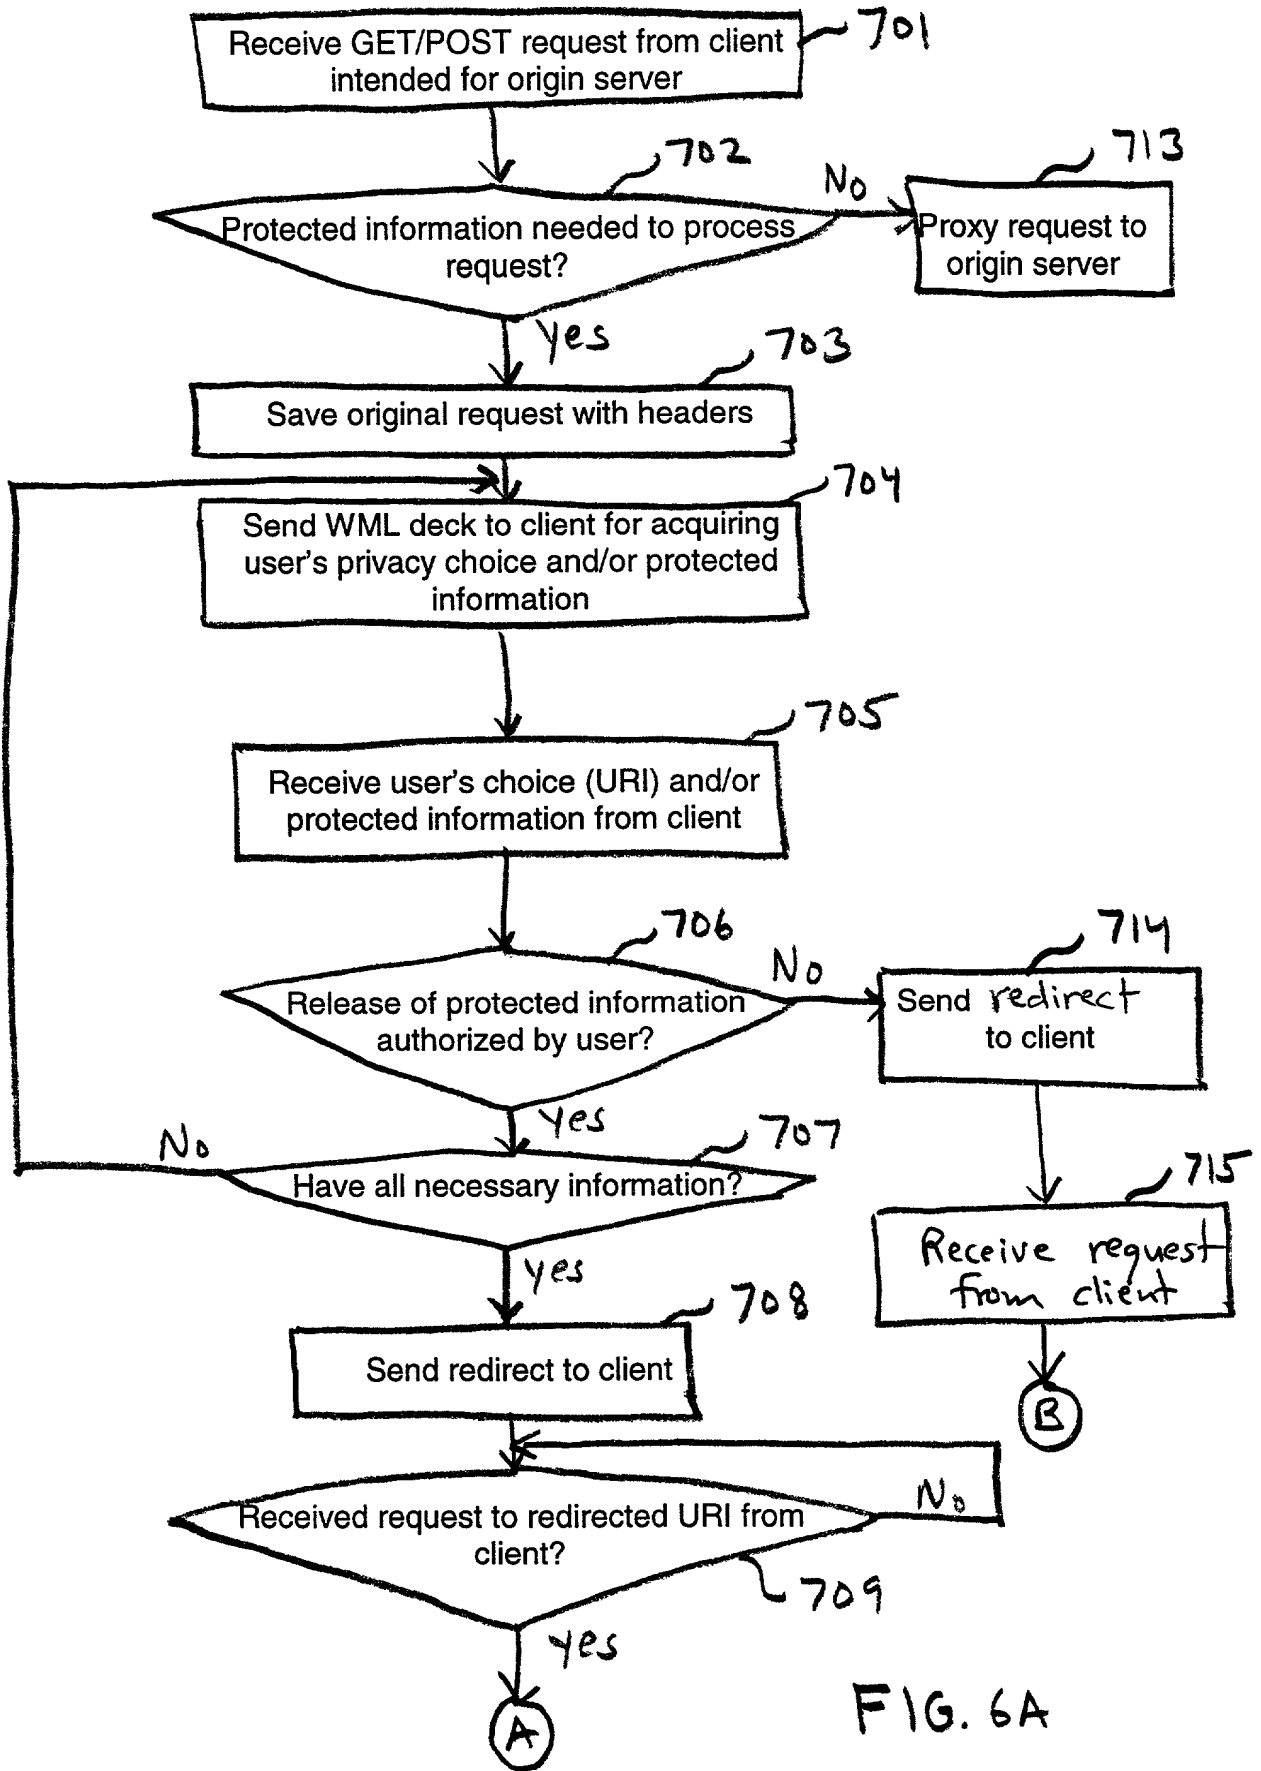 701
Receive GET/POST request from client
intended for origin server
702
713
No
Protected information needed to process
request?
Proxy request to
origin server
yes
703
Save original request with headers
704
Send WML deck to client for acquiring
user's privacy choice and/or protected
information
705
Receive user's choice (URI) and/or
protected information from client
706
714
No
Release of protected information
authorized by user?
Send redirect
to client
yes
707
No
Have all necessary information?
715
Receive request
from client
yes
708
Send redirect to client
B
Received request to redirected URI from
client?
No
709
yes
A
FIG. 6A